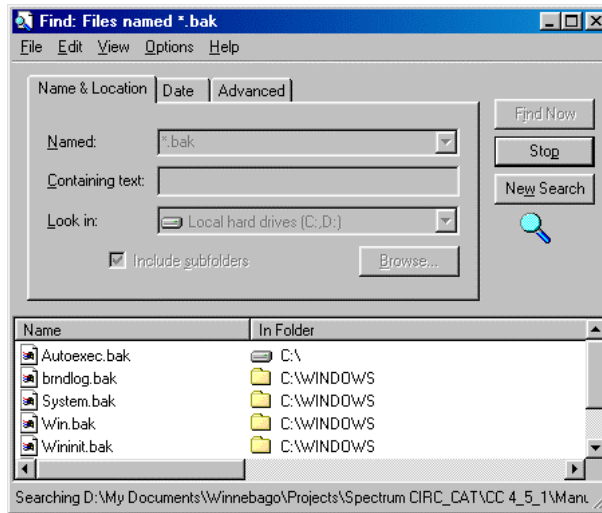 Find: Files named *.bak
File Edit View Options Help
Name & Location Date Advanced
Named: *.bak
Containing text:
Look in: Local hard drives (C:,D:)
Include subfolders
Browse...
Find Now
Stop
New Search
Name In Folder
Autoexec.bak C:\
brndlog.bak C:\WINDOWS
System.bak C:\WINDOWS
Win.bak C:\WINDOWS
Wininit.bak C:\WINDOWS
Searching D:\My Documents\Winnebago\Projects\Spectrum CIRC_CAT\CC 4_5_1\Manu